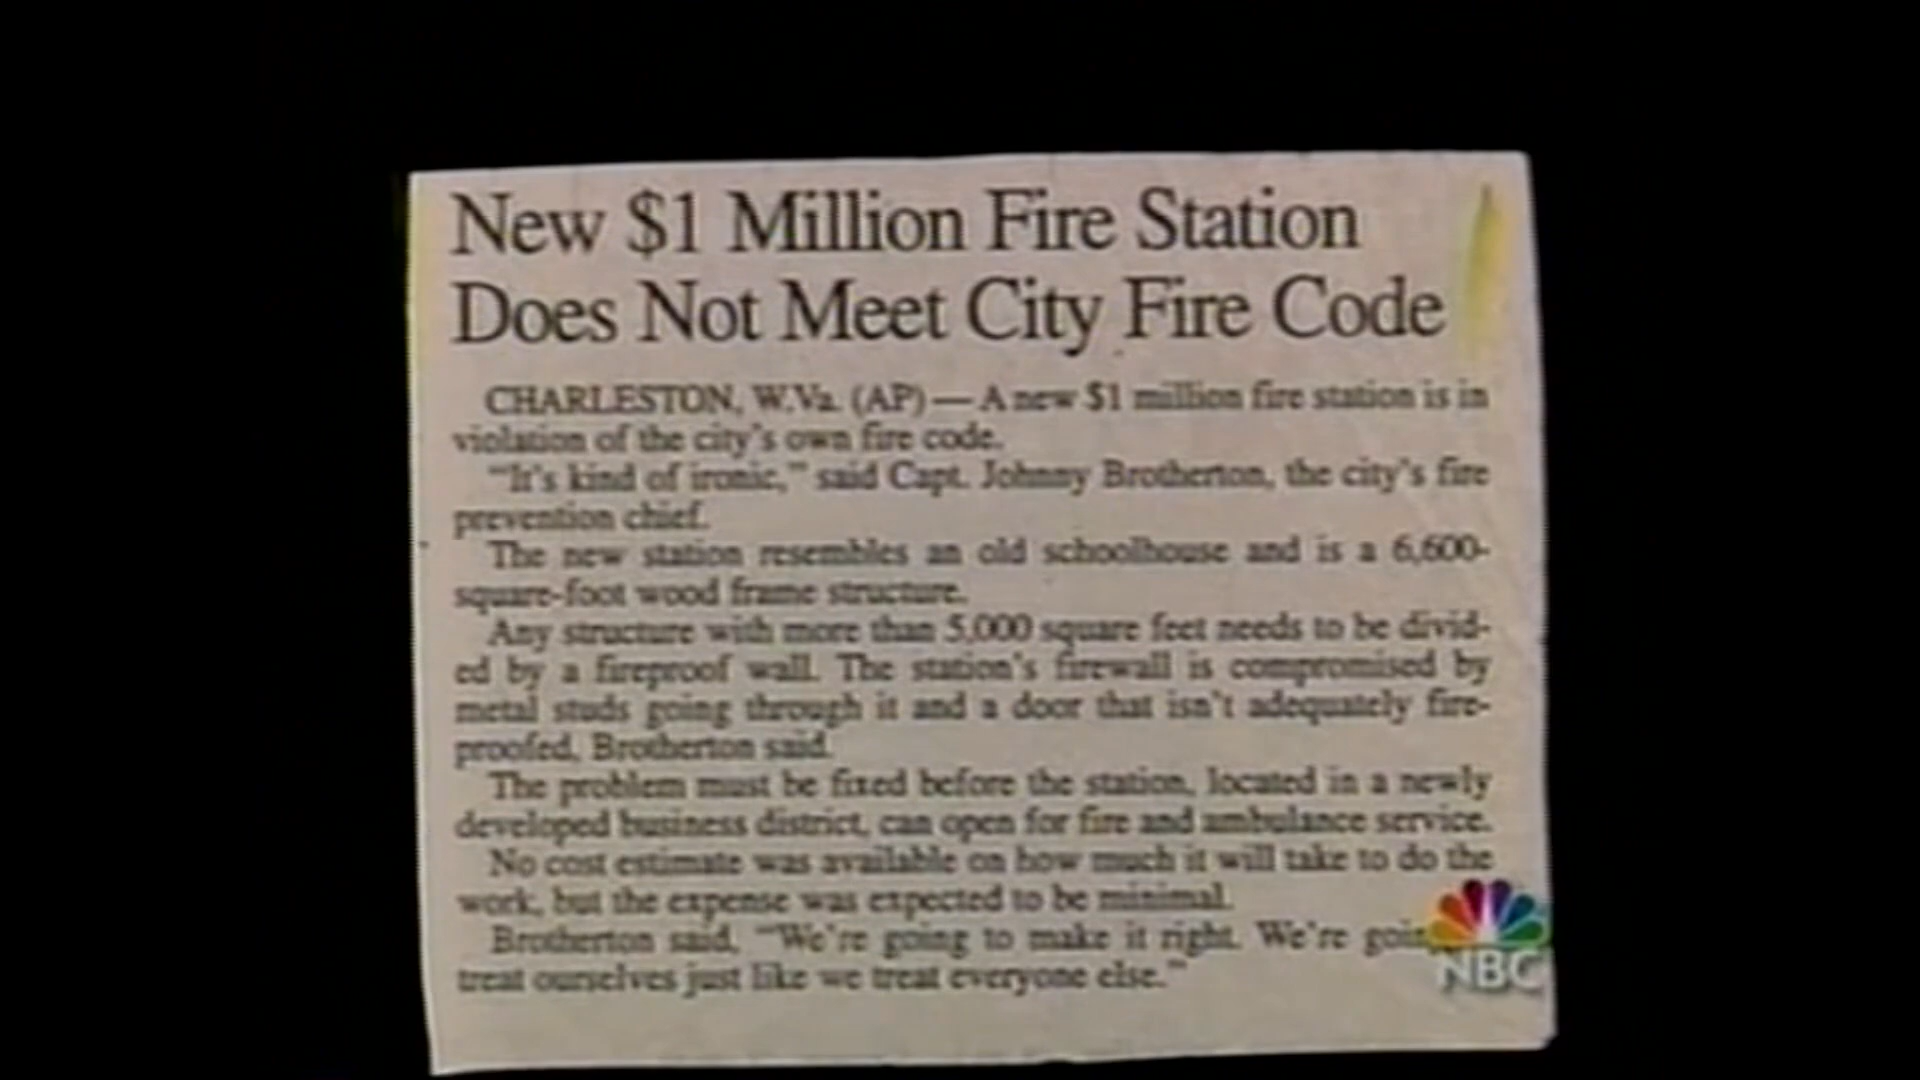 New $1 Million Fire Station
Does Not Meet City Fire Code
CHARLESTON, W.Va. (AP) — A new $1 million fire station is in
violation of the city's own fire code.
"It's kind of ironic," said Capt. Johnny Brotherton, the city's fire
prevention chief.
The new station resembles an old schoolhouse and is a 6,600-
square-foot wood frame structure.
Any structure with more than 5,000 square feet needs to be divid-
ed by a fireproof wall. The station's firewall is compromised by
metal studs going through it and a door that isn't adequately fire-
proofed, Brotherton said.
The problem must be fixed before the station, located in a newly
developed business district, can open for fire and ambulance service.
No cost estimate was available on how much it will take to do the
work, but the expense was expected to be minimal.
Brotherton said, "We're going to make it right. We're goin
treat ourselves just like we treat everyone else."
NBC